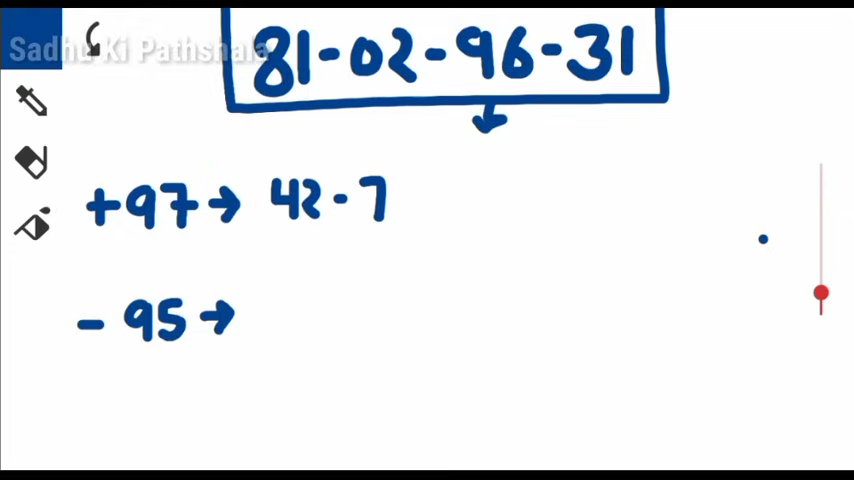 Sadhu Ki Pathshala
81-02-96-31
+97→ 42-7
- 95→